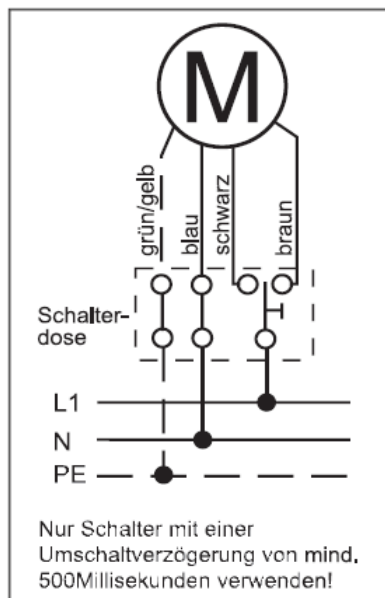 M
grün/gelb
blau
schwarz
braun
Schalter-
dose
L1
N
PE
Nur Schalter mit einer
Umschaltverzögerung von mind.
500Millisekunden verwenden!